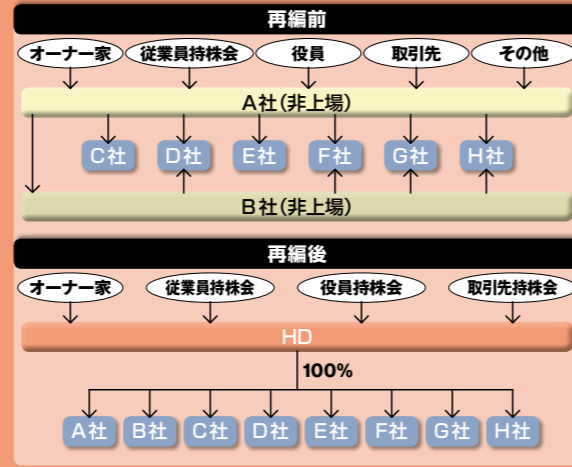 再編前
オーナー家 従業員持株会 役員 取引先 その他
A社(非上場)
C社 D社 E社 F社 G社 H社
B社(非上場)
再編後
オーナー家 従業員持株会 役員持株会 取引先持株会
HD
100%
A社 B社 C社 D社 E社 F社 G社 H社